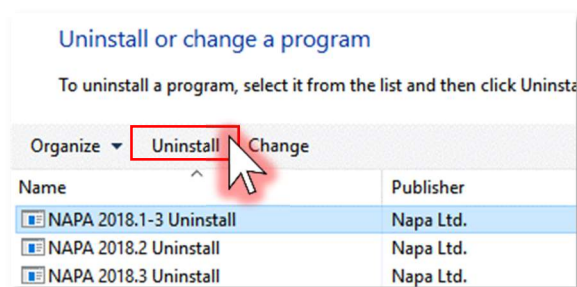 Uninstall or change a program
To uninstall a program, select it from the list and then click Uninsta
Organize Uninstall Change
Name Publisher
NAPA 2018.1-3 Uninstall Napa Ltd.
NAPA 2018.2 Uninstall Napa Ltd.
NAPA 2018.3 Uninstall Napa Ltd.